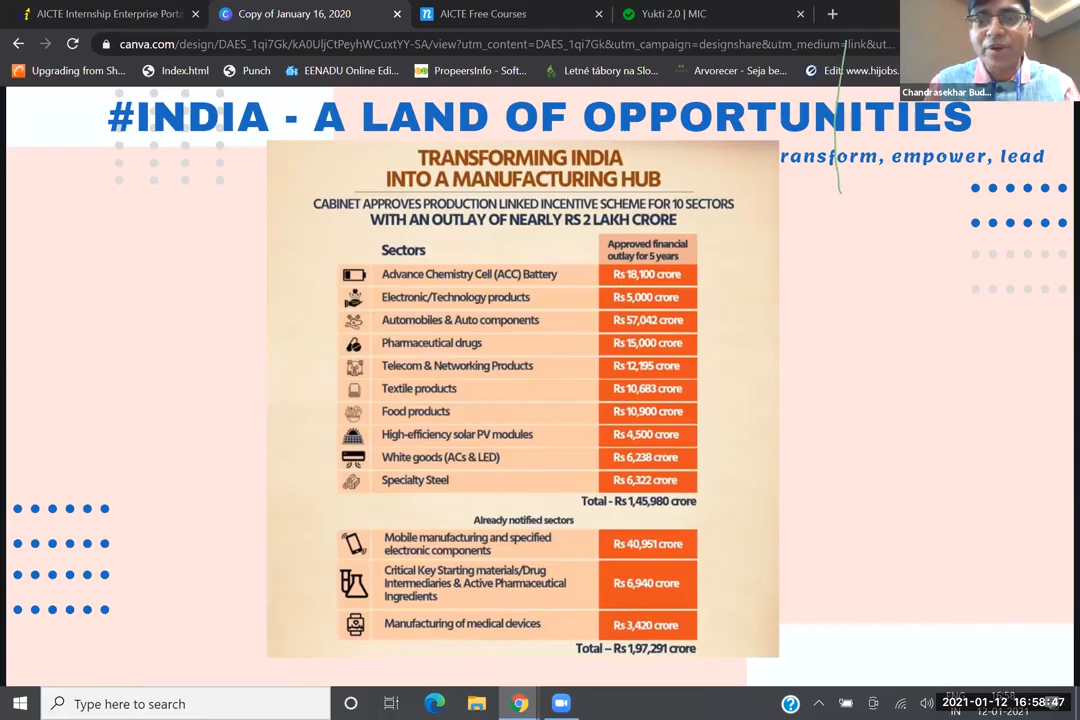 AICTE Internship Enterprise Porta
Copy of January 16, 2020
AICTE Free Courses
Yukti 2.0 | MIC
canva.com/design/DAES_1qi7Gk/kA0UljCtPeyhWCuxtYY-SA/view?utm_content=DAES_1qi7Gk&utm_campaign=designshare&utm_medium=link&ut...
Upgrading from Sh...
Index.html
Punch
EENADU Online Edi...
PropeersInfo - Soft...
Letné tábory na Slo...
Arvorecer - Seja be...
Edit: www.hijobs.
Chandrasekhar Bud...
#INDIA - A LAND OF OPPORTUNITIES
ransform, empower, lead
TRANSFORMING INDIA
INTO A MANUFACTURING HUB
CABINET APPROVES PRODUCTION LINKED INCENTIVE SCHEME FOR 10 SECTORS
WITH AN OUTLAY OF NEARLY RS 2 LAKH CRORE
Sectors
Approved financial
outlay for 5 years
Advance Chemistry Cell (ACC) Battery Rs 18,100 crore
Electronic/Technology products Rs 5,000 crore
Automobiles & Auto components Rs 57,042 crore
Pharmaceutical drugs Rs 15,000 crore
Telecom & Networking Products Rs 12,195 crore
Textile products Rs 10,683 crore
Food products Rs 10,900 crore
High-efficiency solar PV modules Rs 4,500 crore
White goods (ACs & LED) Rs 6,238 crore
Specialty Steel Rs 6,322 crore
Total - Rs 1,45,980 crore
Already notified sectors
Mobile manufacturing and specified
electronic components Rs 40,951 crore
Critical Key Starting materials/Drug
Intermediaries & Active Pharmaceutical
Ingredients Rs 6,940 crore
Manufacturing of medical devices Rs 3,420 crore
Total – Rs 1,97,291 crore
Type here to search
ENG 16:58
IN 12-01-2021
2021-01-12 16:58:47